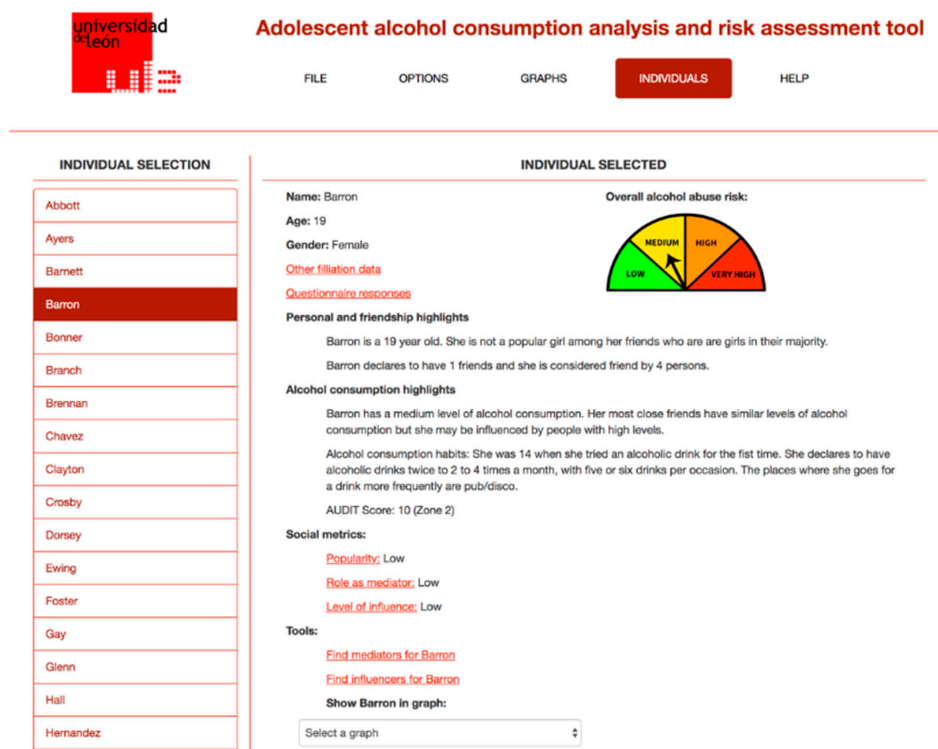 universidad
de león
Adolescent alcohol consumption analysis and risk assessment tool
FILE
OPTIONS
GRAPHS
INDIVIDUALS
HELP
INDIVIDUAL SELECTION
Abbott
Ayers
Barnett
Barron
Bonner
Branch
Brennan
Chavez
Clayton
Crosby
Dorsey
Ewing
Foster
Gay
Glenn
Hall
Hernandez
INDIVIDUAL SELECTED
Name: Barron
Age: 19
Gender: Female
Other filliation data
Questionnaire responses
Overall alcohol abuse risk:
LOW
MEDIUM
HIGH
VERY HIGH
Personal and friendship highlights
Barron is a 19 year old. She is not a popular girl among her friends who are are girls in their majority.
Barron declares to have 1 friends and she is considered friend by 4 persons.
Alcohol consumption highlights
Barron has a medium level of alcohol consumption. Her most close friends have similar levels of alcohol
consumption but she may be influenced by people with high levels.
Alcohol consumption habits: She was 14 when she tried an alcoholic drink for the fist time. She declares to have
alcoholic drinks twice to 2 to 4 times a month, with five or six drinks per occasion. The places where she goes for
a drink more frequently are pub/disco.
AUDIT Score: 10 (Zone 2)
Social metrics:
Popularity: Low
Role as mediator: Low
Level of influence: Low
Tools:
Find mediators for Barron
Find influencers for Barron
Show Barron in graph:
Select a graph